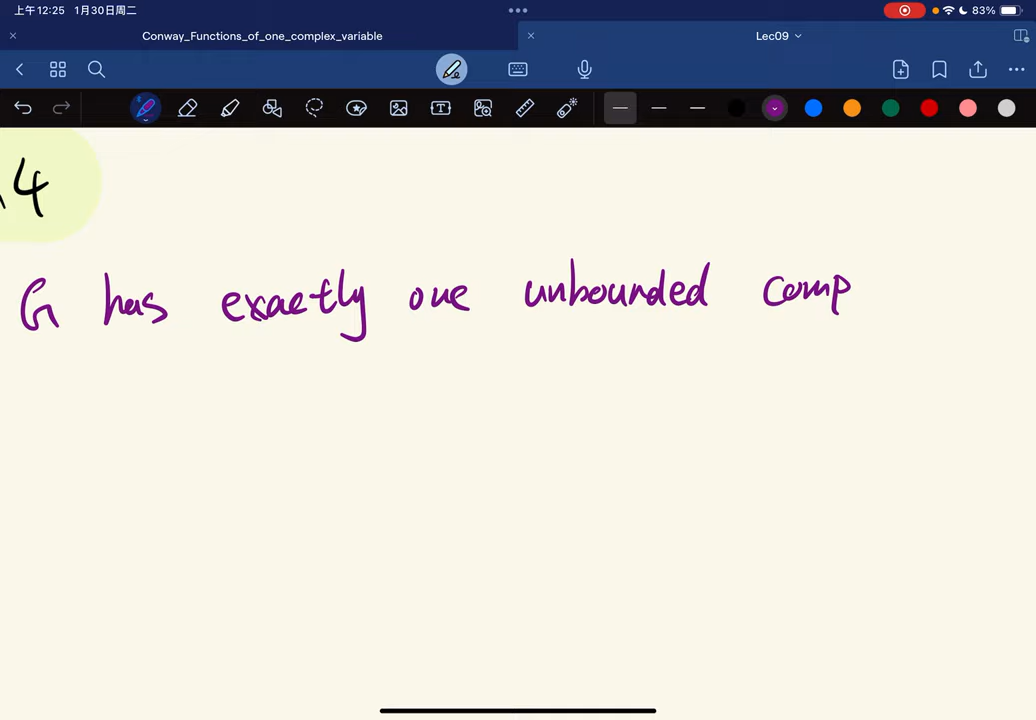 上午12:25 1月30日周二
83%
Conway_Functions_of_one_complex_variable
Lec09
4
G has exactly one unbounded comp